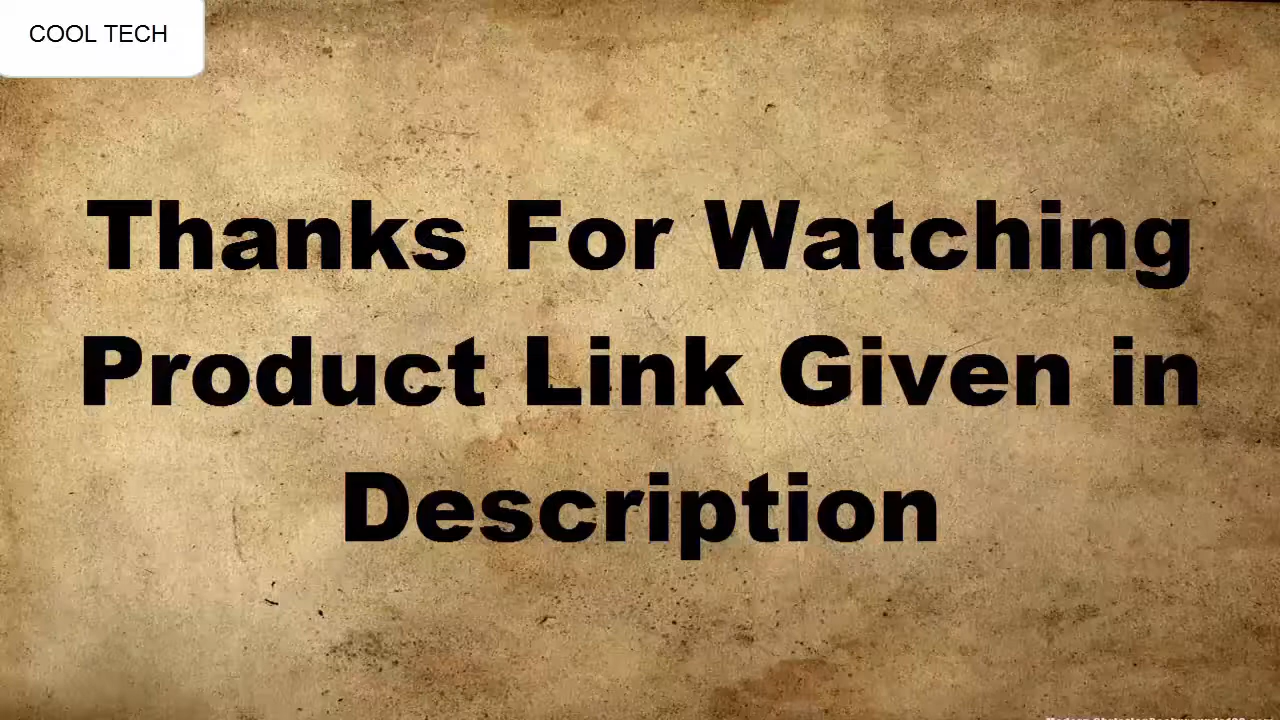 COOL TECH
Thanks For Watching
Product Link Given in
Description